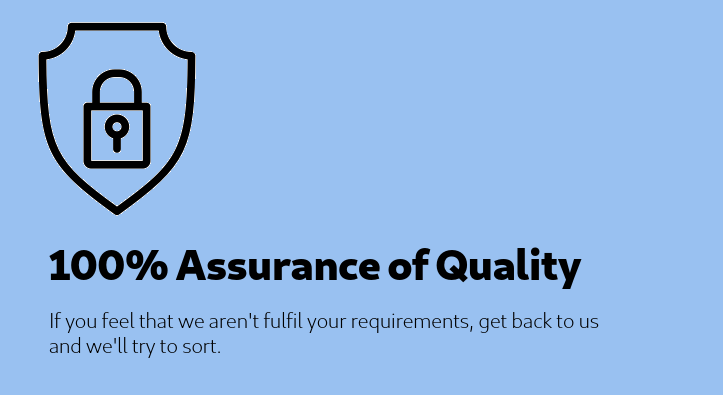 100% Assurance of Quality
If you feel that we aren't fulfil your requirements, get back to us
and we'll try to sort.